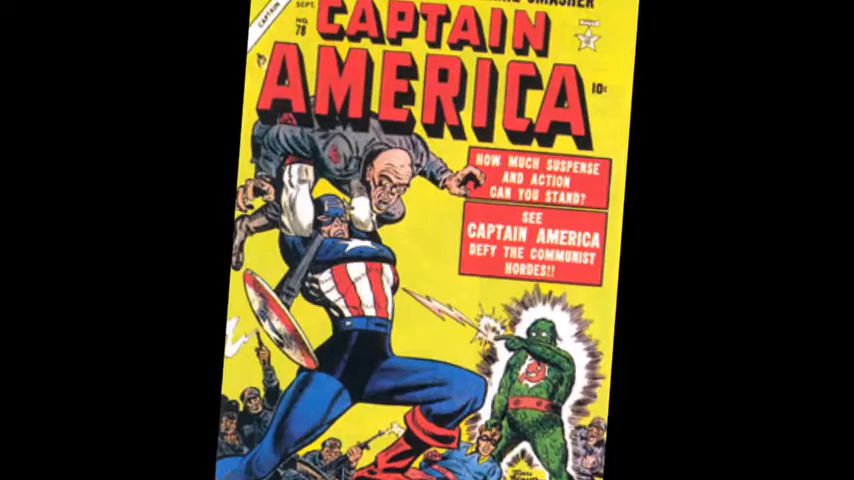 SMASHER
CAPTAIN
SEPT.
NO.
78
CAPTAIN
AMERICA
10¢
HOW MUCH SUSPENSE
AND ACTION
CAN YOU STAND?
SEE
CAPTAIN AMERICA
DEFY THE COMMUNIST
HORDES!!